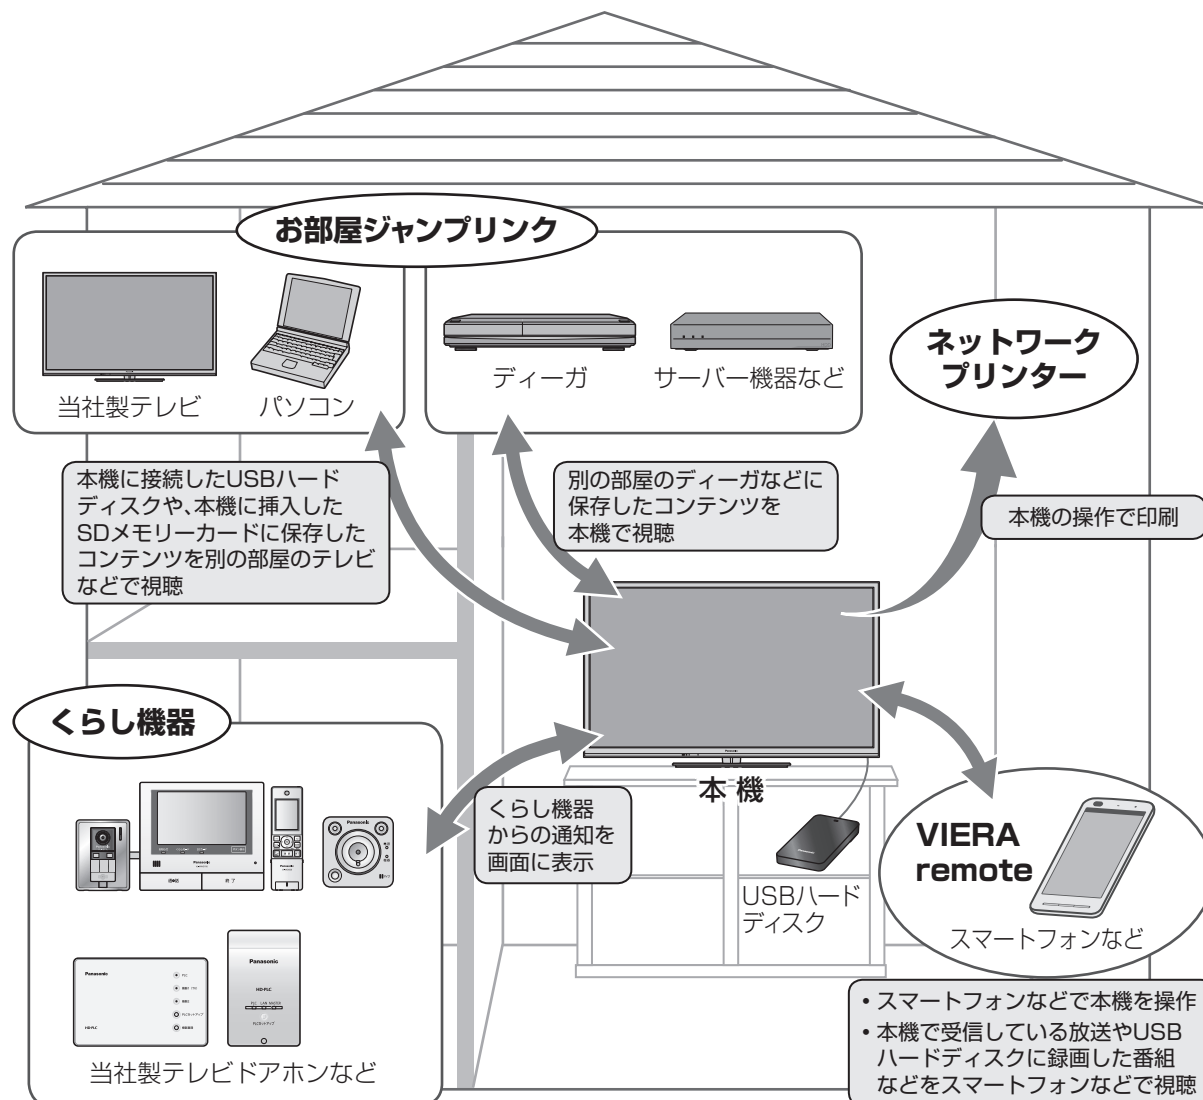 お部屋ジャンプリンク
当社製テレビ
パソコン
ディーガ
サーバー機器など
ネットワーク
プリンター
本機に接続したUSBハード
ディスクや、本機に挿入した
SDメモリーカードに保存した
コンテンツを別の部屋のテレビ
などで視聴
別の部屋のディーガなどに
保存したコンテンツを
本機で視聴
本機の操作で印刷
くらし機器
Panasonic
本機
くらし機器
からの通知を
画面に表示
USBハード
ディスク
VIERA
remote
スマートフォンなど
Panasonic
Panasonic
Panasonic
HD-PLC
Panasonic
HD-PLC
PLC LAN MASTER
当社製テレビドアホンなど
・スマートフォンなどで本機を操作
・本機で受信している放送やUSB
ハードディスクに録画した番組
などをスマートフォンなどで視聴